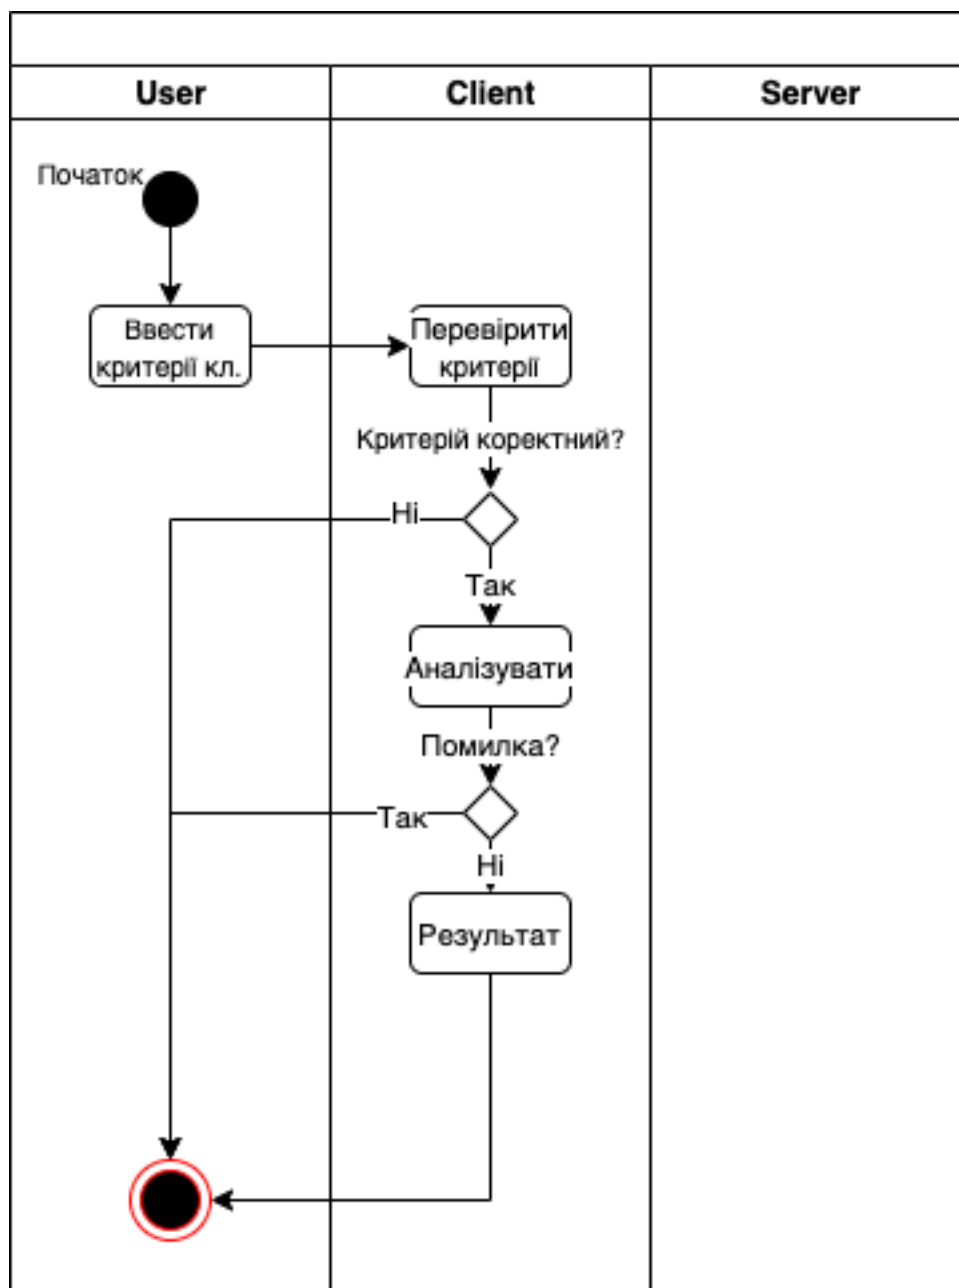 User
Client
Server
Початок
Ввести
критерії кл.
Перевірити
критерії
Критерій коректний?
Ні
Так
Аналізувати
Помилка?
Так
Ні
Результат